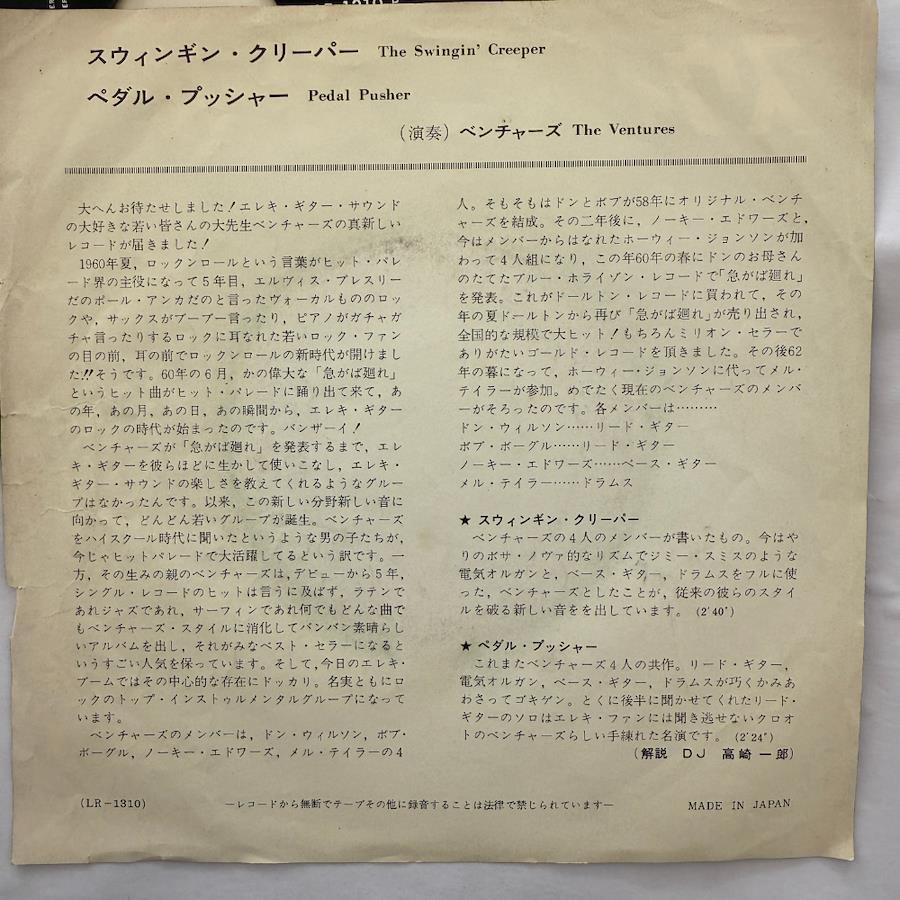 スウィンギン・クリーパー The Swingin' Creeper
ペダル・プッシャー Pedal Pusher
(演奏) ベンチャーズ The Ventures
大へんお待たせしました!エレキ・ギター・サウンド
の大好きな若い皆さんの大先生ベンチャーズの真新しい
レコードが届きました!
1960年夏，ロックンロールという言葉がヒット・パレ
ード界の主役になって5年目，エルヴィス・プレスリー
だのポール・アンカだのと言ったヴォーカルもののロッ
クや，サックスがブーブー言ったり，ピアノがガチャガ
チャ言ったりするロックに耳なれた若いロック・ファン
の目の前，耳の前でロックンロールの新時代が開けまし
た!!そうです。60年の6月，かの偉大な「急がば廻れ」
というヒット曲がヒット・パレードに踊り出て来て，あ
の年，あの月，あの日，あの瞬間から，エレキ・ギター
のロックの時代が始まったのです。バンザーイ!
ベンチャーズが「急がば廻れ」を発表するまで，エレ
キ・ギターを彼らほどに生かして使いこなし，エレキ・
ギター・サウンドの楽しさを教えてくれるようなグルー
プはなかったんです。以来，この新しい分野新しい音に
向かって，どんどん若いグループが誕生。ベンチャーズ
をハイスクール時代に聞いたというような男の子たちが，
今じゃヒットパレードで大活躍してるという訳です。一
方，その生みの親のベンチャーズは，デビューから5年，
シングル・レコードのヒットは言うに及ばず，ラテンで
あれジャズであれ，サーフィンであれ何でもどんな曲で
もベンチャーズ・スタイルに消化してバンバン素晴らし
いアルバムを出し，それがみなベスト・セラーになると
いうすごい人気を保っています。そして，今日のエレキ・
ブームではその中心的な存在にドッカリ。名実ともにロ
ックのトップ・インストゥルメンタルグループになって
います。
ベンチャーズのメンバーは，ドン・ウィルソン，ボブ・
ボーグル，ノーキー・エドワーズ，メル・テイラーの4
人。そもそもはドンとボブが58年にオリジナル・ベンチ
ャーズを結成。その二年後に，ノーキー・エドワーズと，
今はメンバーからはなれたホーウィー・ジョンソンが加
わって4人組になり，この年60年の春にドンのお母さん
のたてたブルー・ホライゾン・レコードで「急がば廻れ」
を発表。これがドールトン・レコードに買われて，その
年の夏ドールトンから再び「急がば廻れ」が売り出され，
全国的な規模で大ヒット!もちろんミリオン・セラーで
ありがたいゴールド・レコードを頂きました。その後62
年の暮になって，ホーウィー・ジョンソンに代ってメル・
テイラーが参加。めでたく現在のベンチャーズのメンバ
ーがそろったのです。各メンバーは………
ドン・ウィルソン……リード・ギター
ボブ・ボーグル……リード・ギター
ノーキー・エドワーズ……ベース・ギター
メル・テイラー……ドラムス
★ スウィンギン・クリーパー
ベンチャーズの4人のメンバーが書いたもの。今はや
りのボサ・ノヴァ的なリズムでジミー・スミスのような
電気オルガンと，ベース・ギター，ドラムスをフルに使
った，ベンチャーズとしたことが，従来の彼らのスタイ
ルを破る新しい音をを出しています。(2'40")
★ ペダル・プッシャー
これまたベンチャーズ4人の共作。リード・ギター，
電気オルガン，ベース・ギター，ドラムスが巧くかみあ
わさってゴキゲン。とくに後半に聞かせてくれたリード・
ギターのソロはエレキ・ファンには聞き逃せないクロオ
トのベンチャーズらしい手練れた名演です。(2'24")
(解説 DJ 高崎一郎)
(LR-1310)
―レコードから無断でテープその他に録音することは法律で禁じられています―
MADE IN JAPAN